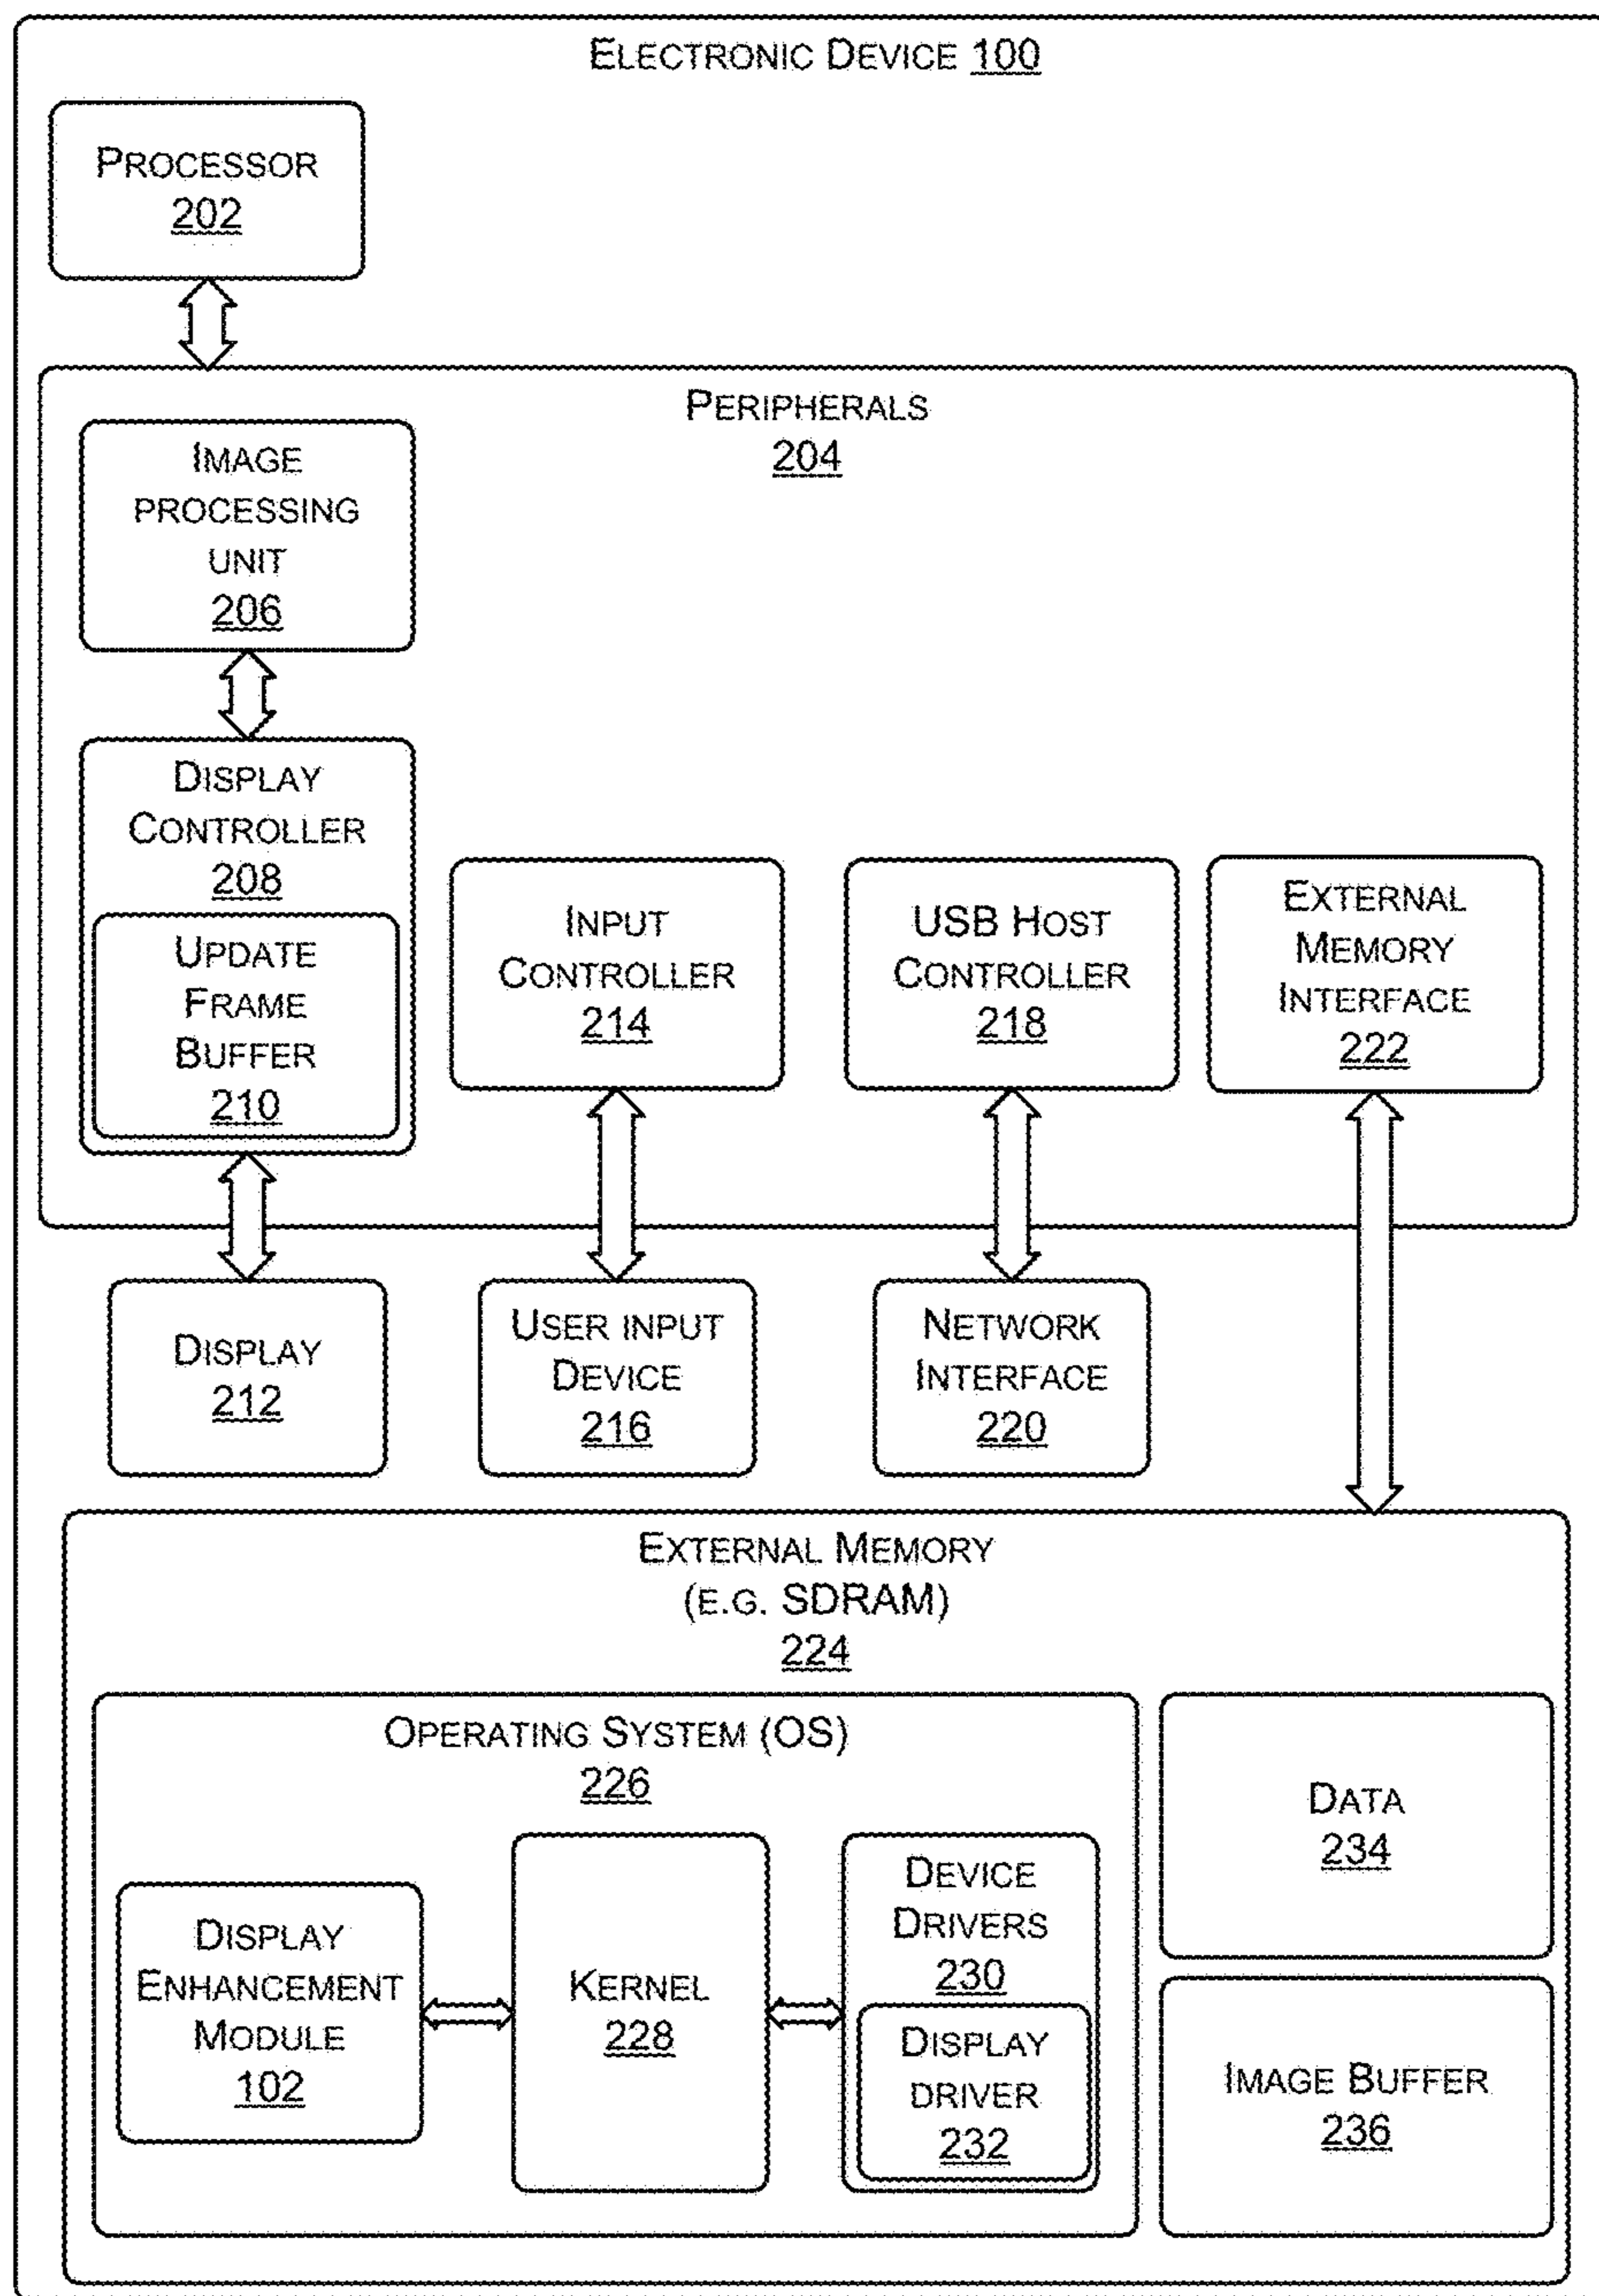 ELECTRONIC DEVICE 100
PROCESSOR
202
PERIPHERALS
204
IMAGE
PROCESSING
UNIT
206
DISPLAY
CONTROLLER
208
UPDATE
FRAME
BUFFER
210
INPUT
CONTROLLER
214
USB HOST
CONTROLLER
218
EXTERNAL
MEMORY
INTERFACE
222
DISPLAY
212
USER INPUT
DEVICE
216
NETWORK
INTERFACE
220
EXTERNAL MEMORY
(E.G. SDRAM)
224
OPERATING SYSTEM (OS)
226
DISPLAY
ENHANCEMENT
MODULE
102
KERNEL
228
DEVICE
DRIVERS
230
DISPLAY
DRIVER
232
DATA
234
IMAGE BUFFER
236